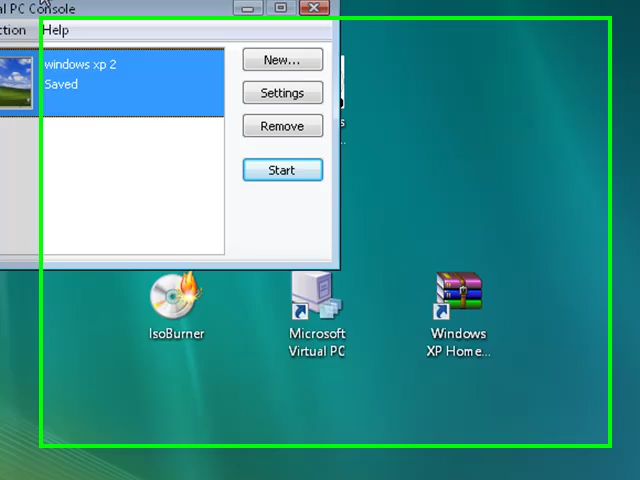 al PC Console
ction Help
windows xp 2
Saved
New...
Settings
Remove
Start
s
...
IsoBurner
Microsoft
Virtual PC
Windows
XP Home...